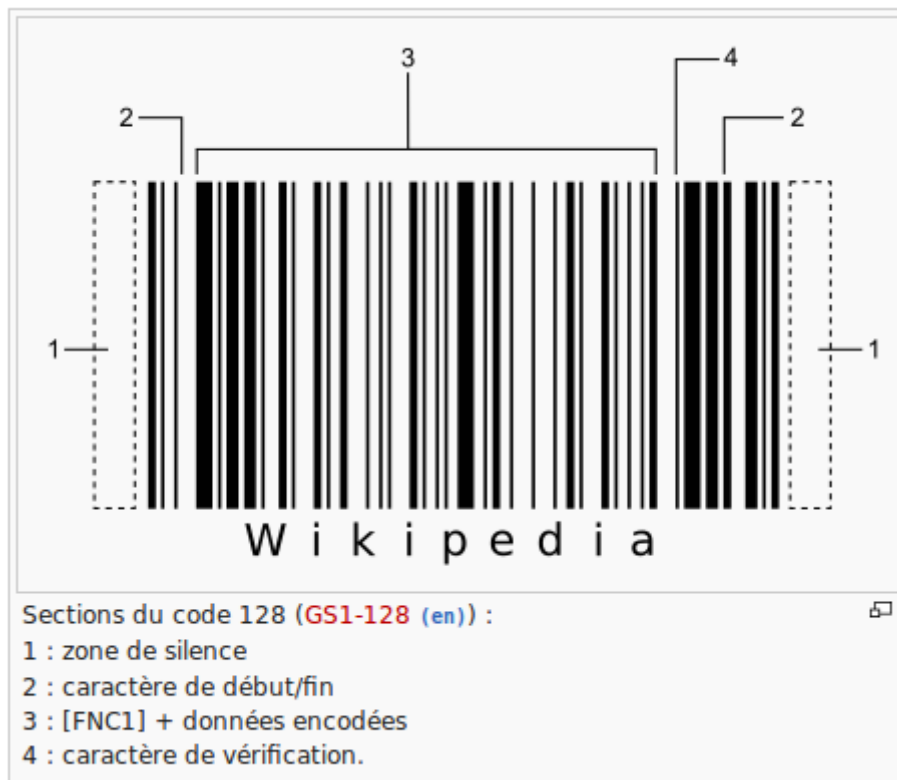 3
4
2
2
1
1
Wikipedia
Sections du code 128 (GS1-128 (en)) :
1 : zone de silence
2 : caractère de début/fin
3 : [FNC1] + données encodées
4 : caractère de vérification.